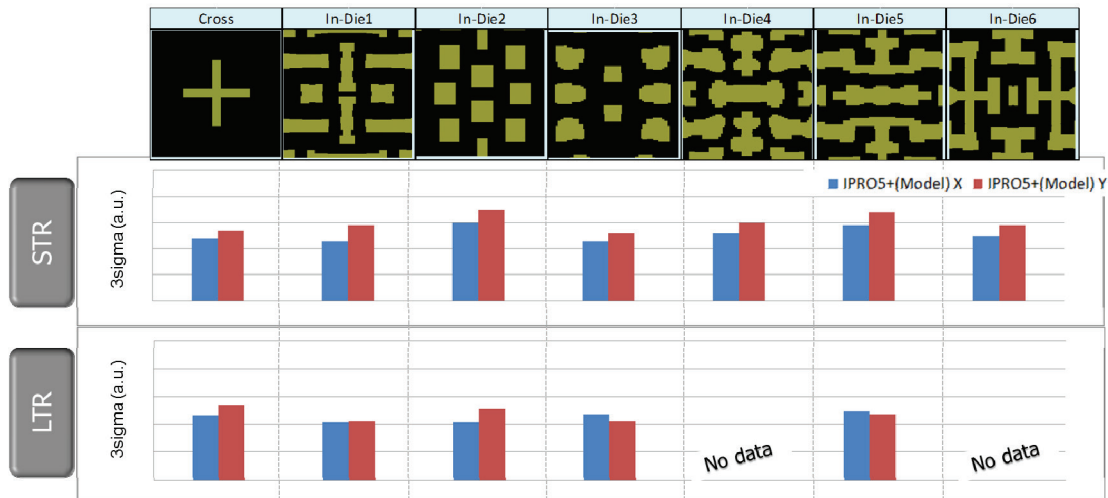 Cross In-Die1 In-Die2 In-Die3 In-Die4 In-Die5 In-Die6
STR
3sigma (a.u.)
IPRO5+(Model) X IPRO5+(Model) Y
LTR
3sigma (a.u.)
No data
No data